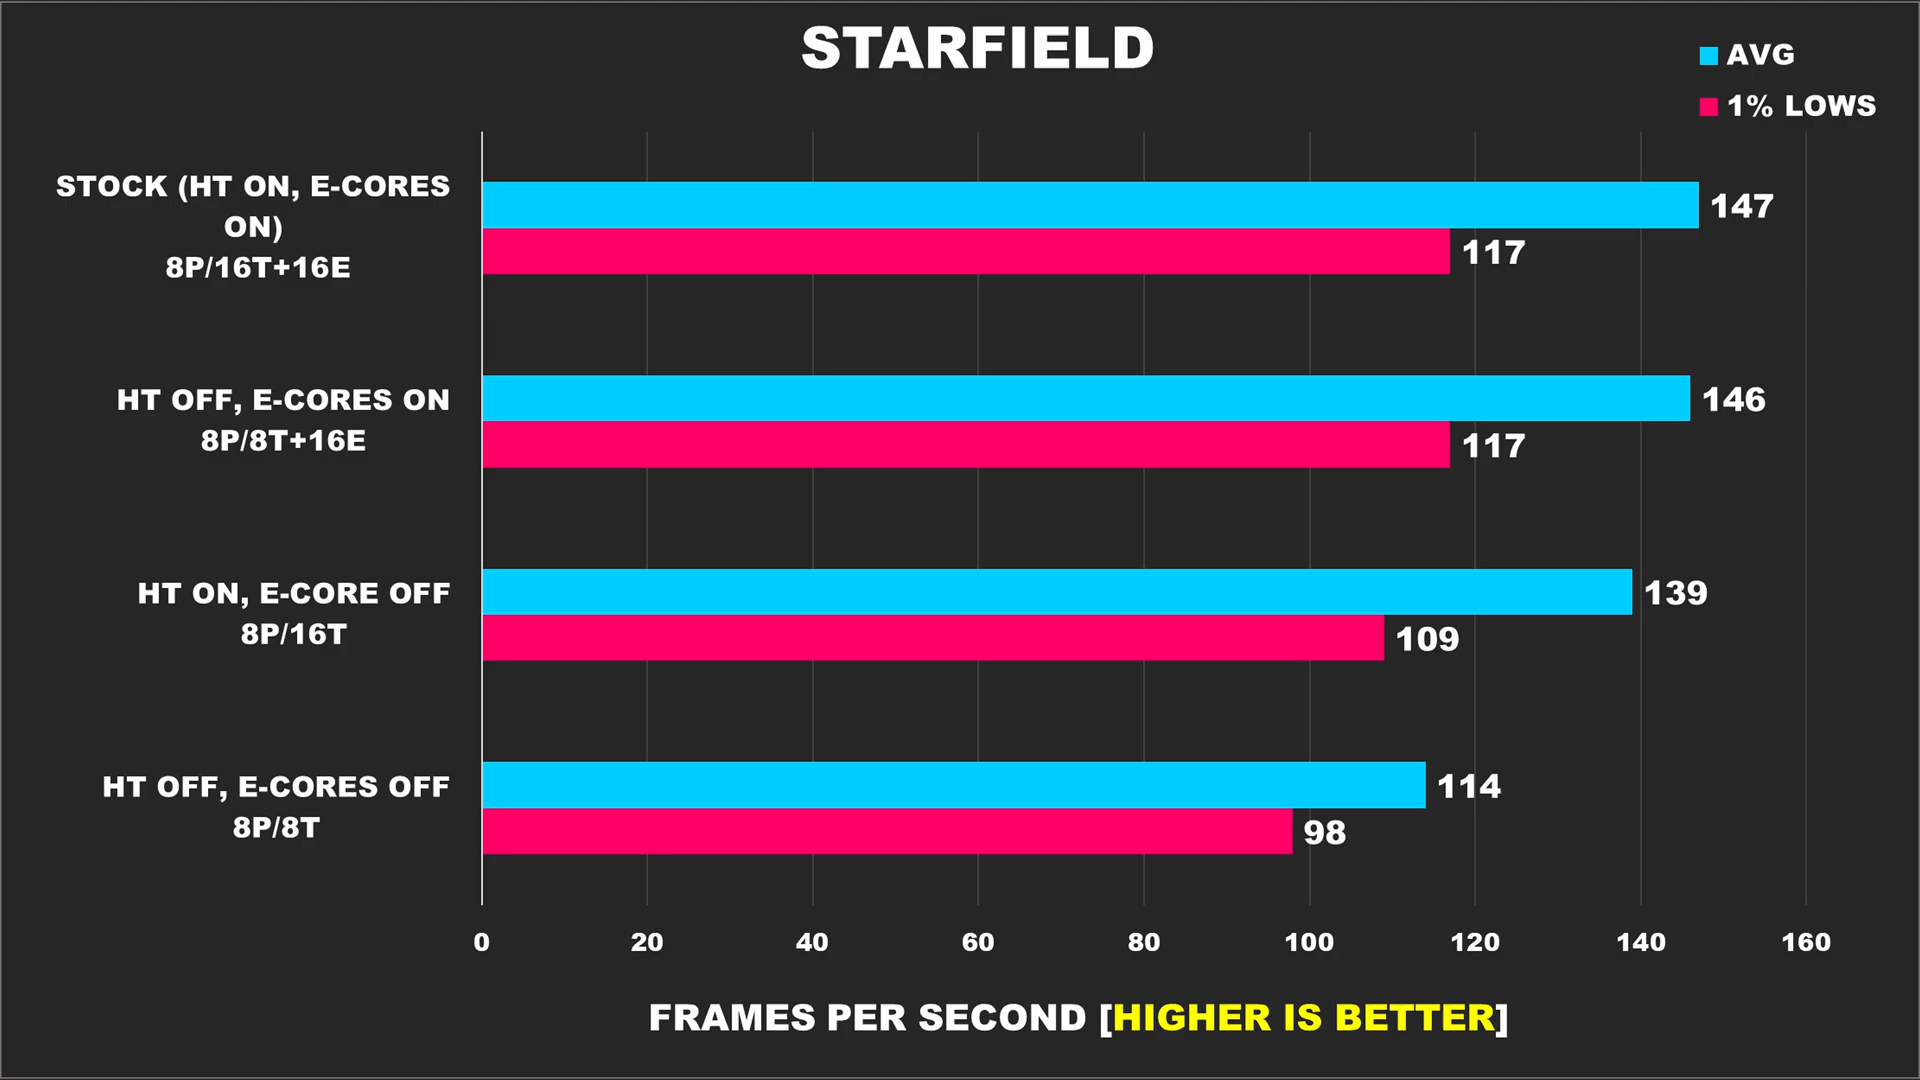 STARFIELD
AVG
1% LOWS
STOCK (HT ON, E-CORES
ON)
8P/16T+16E
147
117
HT OFF, E-CORES ON
8P/8T+16E
146
117
HT ON, E-CORE OFF
8P/16T
139
109
HT OFF, E-CORES OFF
8P/8T
114
98
0 20 40 60 80 100 120 140 160
FRAMES PER SECOND [HIGHER IS BETTER]